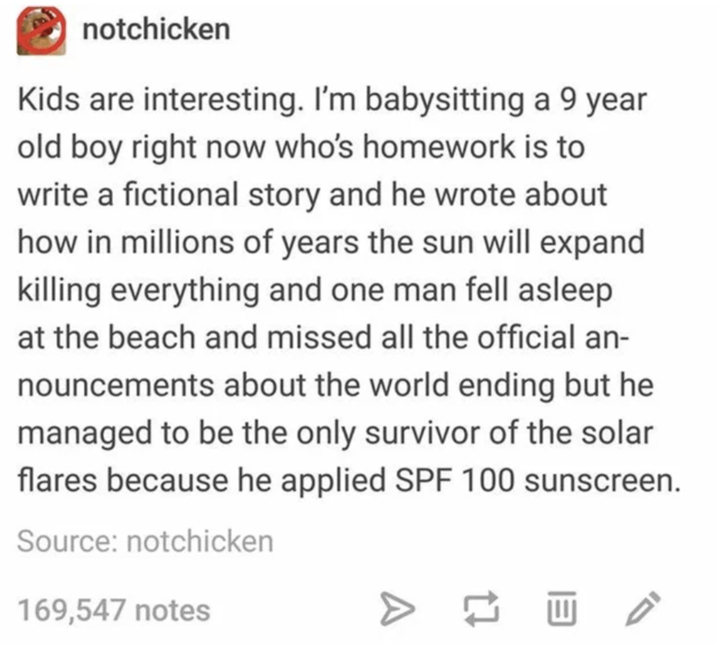 notchicken
Kids are interesting. I'm babysitting a 9 year
old boy right now who's homework is to
write a fictional story and he wrote about
how in millions of years the sun will expand
killing everything and one man fell asleep
at the beach and missed all the official an-
nouncements about the world ending but he
managed to be the only survivor of the solar
flares because he applied SPF 100 sunscreen.
Source: notchicken
169,547 notes